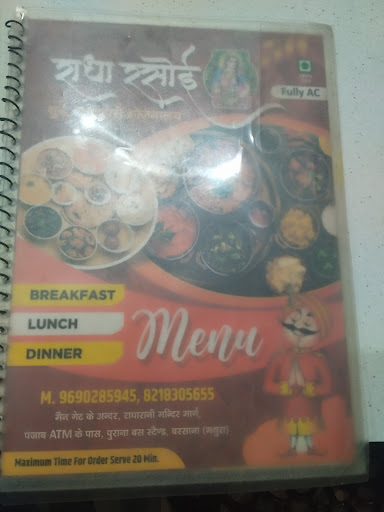 राधा रसोई
Fully AC
BREAKFAST
LUNCH
DINNER
Menu
M. 9690285945, 8218305655
मैन गेट के अन्दर, राधारानी मन्दिर मार्ग,
पंजाब ATM के पास, पुराना बस स्टैण्ड, बरसाना (मथुरा)
Maximum Time For Order Serve 20 Min.